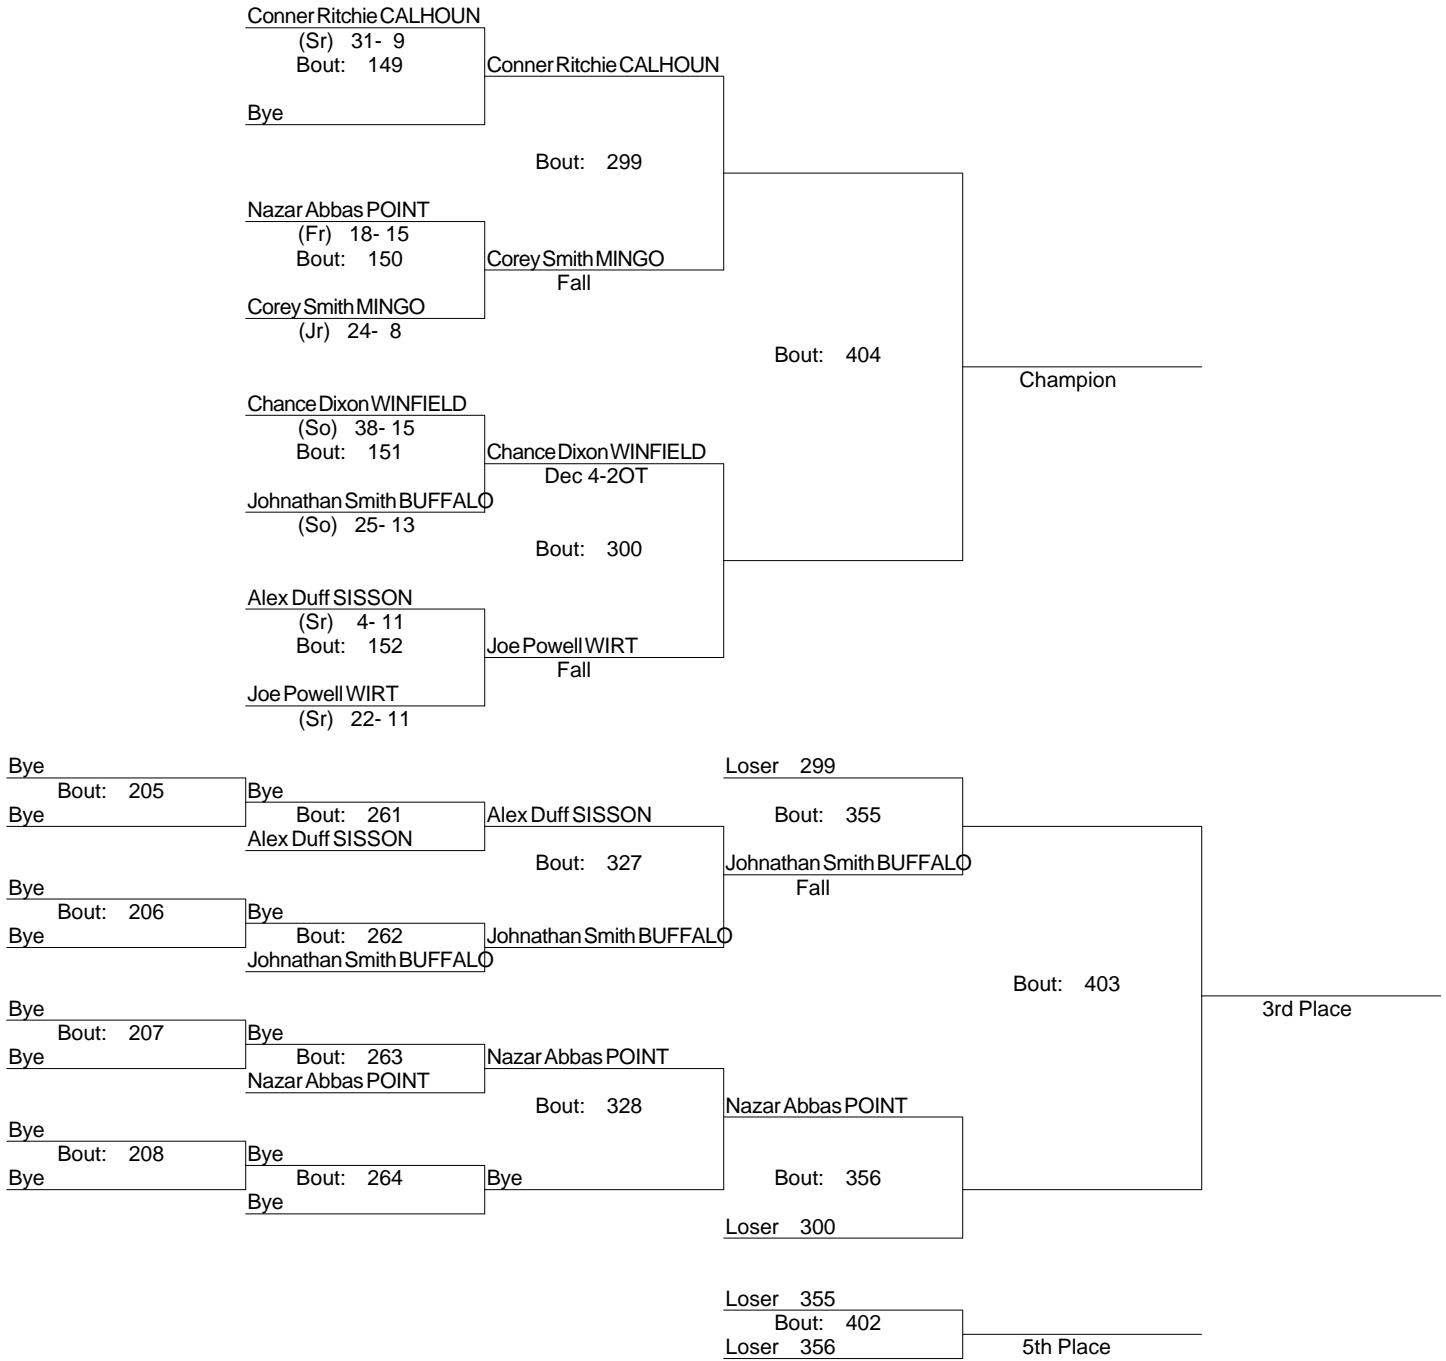 Conner Ritchie CALHOUN
(Sr) 31- 9
Bout: 149
Conner Ritchie CALHOUN
Bye
Bout: 299
Nazar Abbas POINT
(Fr) 18- 15
Bout: 150
Corey Smith MINGO
Fall
Corey Smith MINGO
(Jr) 24- 8
Bout: 404
Champion
Chance Dixon WINFIELD
(So) 38- 15
Bout: 151
Chance Dixon WINFIELD
Dec 4-2OT
Johnathan Smith BUFFALO
(So) 25- 13
Bout: 300
Alex Duff SISSON
(Sr) 4- 11
Bout: 152
Joe Powell WIRT
Fall
Joe Powell WIRT
(Sr) 22- 11
Bye
Bout: 205
Bye
Bye
Bout: 261
Alex Duff SISSON
Alex Duff SISSON
Bout: 327
Loser 299
Bout: 355
Johnathan Smith BUFFALO
Fall
Bye
Bout: 206
Bye
Bye
Bout: 262
Johnathan Smith BUFFALO
Johnathan Smith BUFFALO
Bout: 403
3rd Place
Bye
Bout: 207
Bye
Bye
Bout: 263
Nazar Abbas POINT
Nazar Abbas POINT
Bout: 328
Nazar Abbas POINT
Bye
Bout: 208
Bye
Bye
Bout: 264
Bye
Bye
Bout: 356
Loser 300
Loser 355
Bout: 402
Loser 356
5th Place